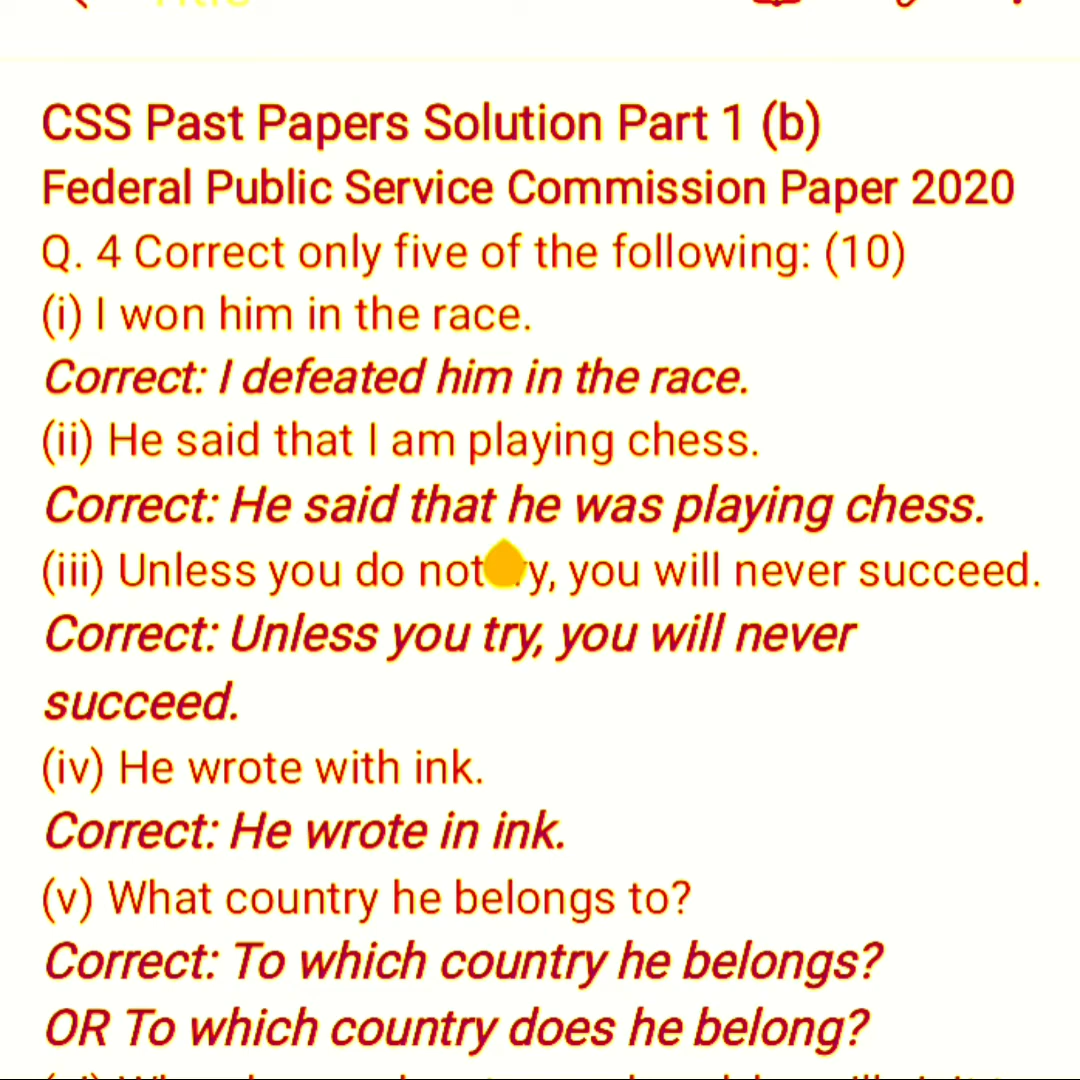 CSS Past Papers Solution Part 1 (b)
Federal Public Service Commission Paper 2020
Q. 4 Correct only five of the following: (10)
(i) I won him in the race.
Correct: I defeated him in the race.
(ii) He said that I am playing chess.
Correct: He said that he was playing chess.
(iii) Unless you do not you will never succeed.
Correct: Unless you try, you will never
succeed.
(iv) He wrote with ink.
Correct: He wrote in ink.
(v) What country he belongs to?
Correct: To which country he belongs?
OR To which country does he belong?